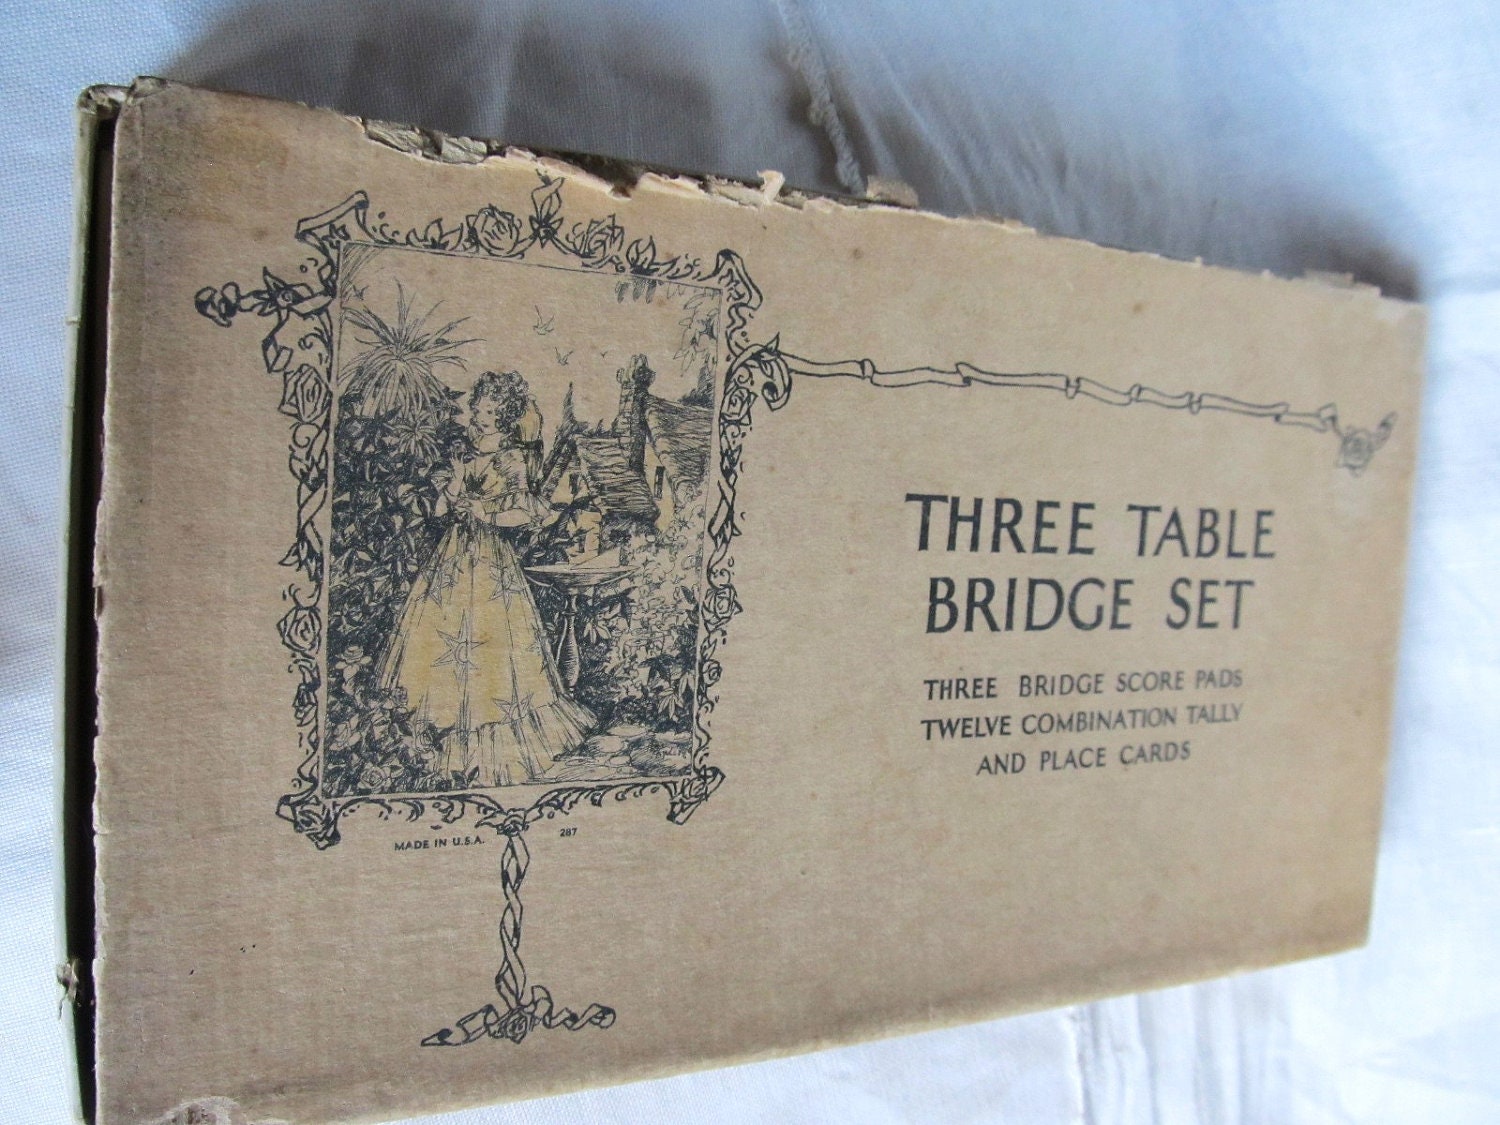 THREE TABLE
BRIDGE SET
THREE BRIDGE SCORE PADS
TWELVE COMBINATION TALLY
AND PLACE CARDS
MADE IN U.S.A.
287